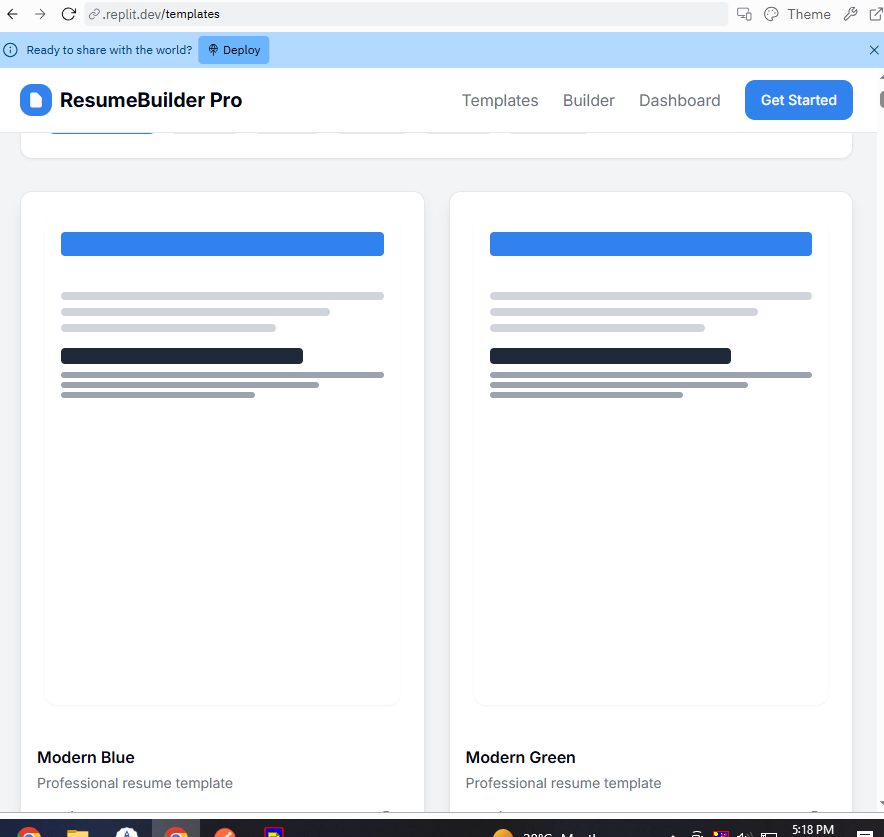 .replit.dev/templates
Theme
Ready to share with the world?
Deploy
ResumeBuilder Pro
Templates
Builder
Dashboard
Get Started
Modern Blue
Professional resume template
Modern Green
Professional resume template
5:18 PM